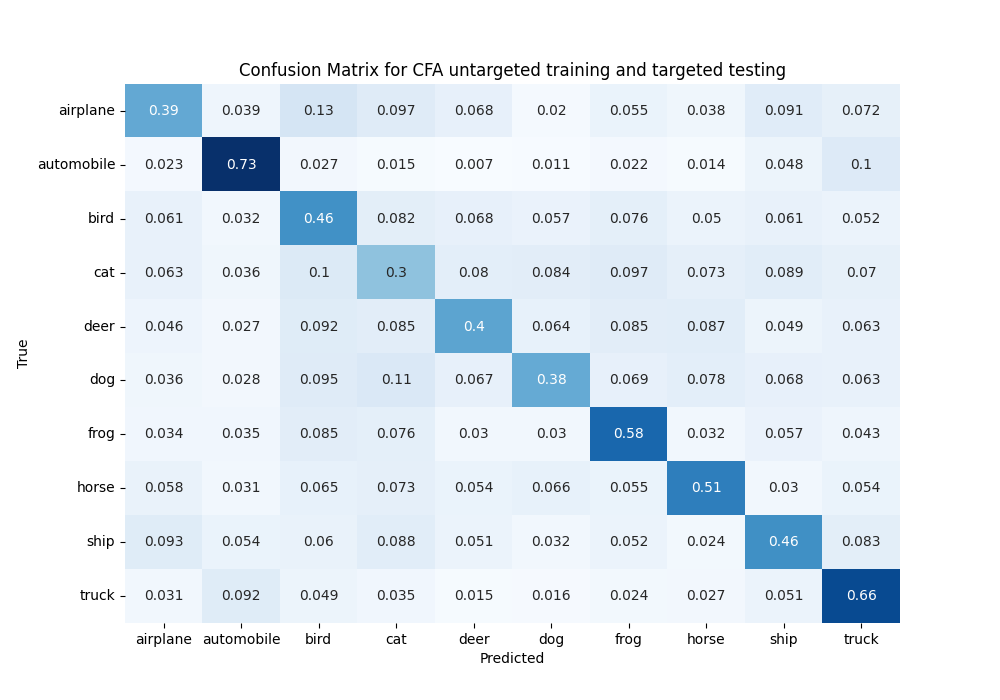 Confusion Matrix for CFA untargeted training and targeted testing
airplane 0.39 0.039 0.13 0.097 0.068 0.02 0.055 0.038 0.091 0.072
automobile 0.023 0.73 0.027 0.015 0.007 0.011 0.022 0.014 0.048 0.1
bird 0.061 0.032 0.46 0.082 0.068 0.057 0.076 0.05 0.061 0.052
cat 0.063 0.036 0.1 0.3 0.08 0.084 0.097 0.073 0.089 0.07
deer 0.046 0.027 0.092 0.085 0.4 0.064 0.085 0.087 0.049 0.063
True
dog 0.036 0.028 0.095 0.11 0.067 0.38 0.069 0.078 0.068 0.063
frog 0.034 0.035 0.085 0.076 0.03 0.03 0.58 0.032 0.057 0.043
horse 0.058 0.031 0.065 0.073 0.054 0.066 0.055 0.51 0.03 0.054
ship 0.093 0.054 0.06 0.088 0.051 0.032 0.052 0.024 0.46 0.083
truck 0.031 0.092 0.049 0.035 0.015 0.016 0.024 0.027 0.051 0.66
airplane automobile bird cat deer dog frog horse ship truck
Predicted